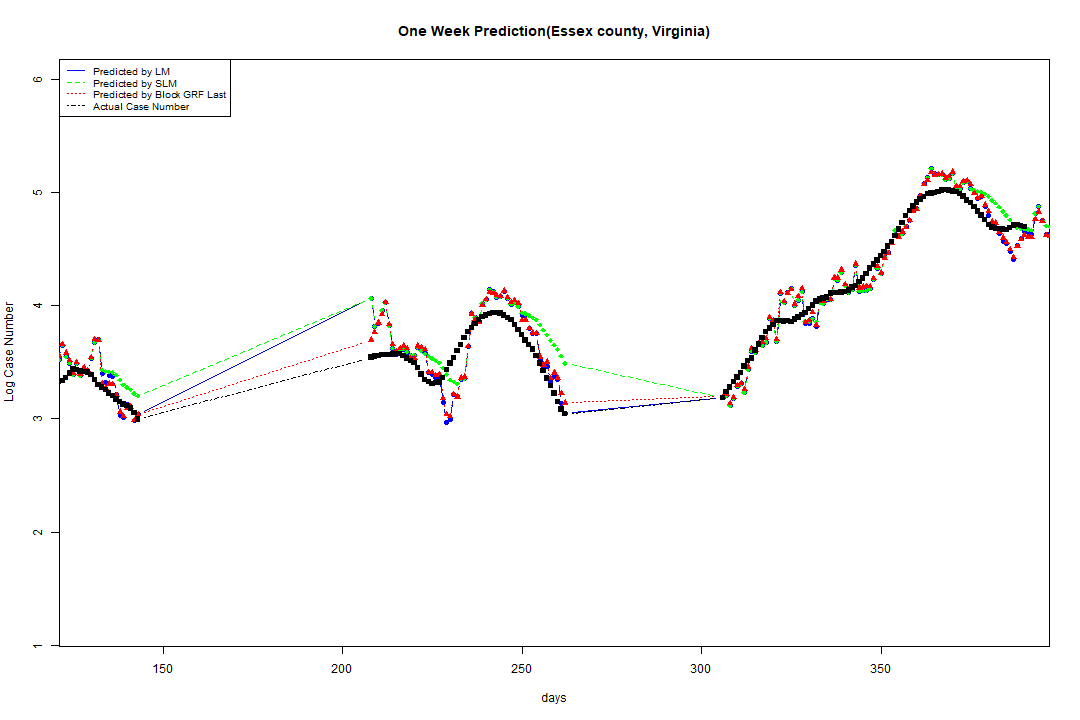 One Week Prediction(Essex county, Virginia)
Predicted by LM
Predicted by SLM
Predicted by Block GRF Last
Actual Case Number
6
5
4
3
2
1
Log Case Number
150
200
250
300
350
days